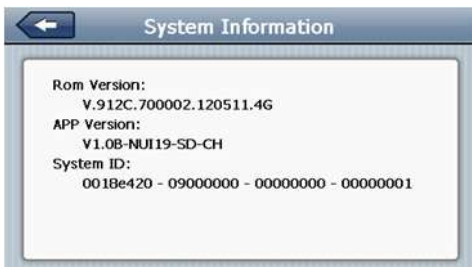 System Information
Rom Version:
V.912C.700002.120511.4G
APP Version:
V1.0B-NUI19-SD-CH
System ID:
0018e420 - 09000000 - 00000000 - 00000001